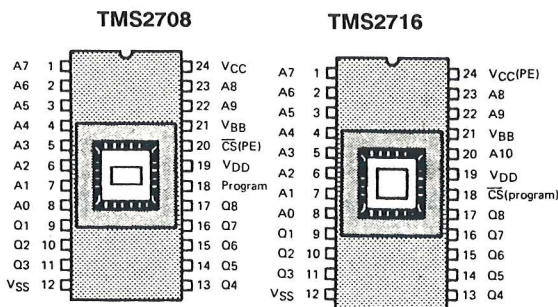 TMS2708
A7 1 24 VCC
A6 2 23 A8
A5 3 22 A9
A4 4 21 VBB
A3 5 20 CS(PE)
A2 6 19 VDD
A1 7 18 Program
A0 8 17 Q8
Q1 9 16 Q7
Q2 10 15 Q6
Q3 11 14 Q5
VSS 12 13 Q4
TMS2716
A7 1 24 VCC(PE)
A6 2 23 A8
A5 3 22 A9
A4 4 21 VBB
A3 5 20 A10
A2 6 19 VDD
A1 7 18 CS(program)
A0 8 17 Q8
Q1 9 16 Q7
Q2 10 15 Q6
Q3 11 14 Q5
VSS 12 13 Q4